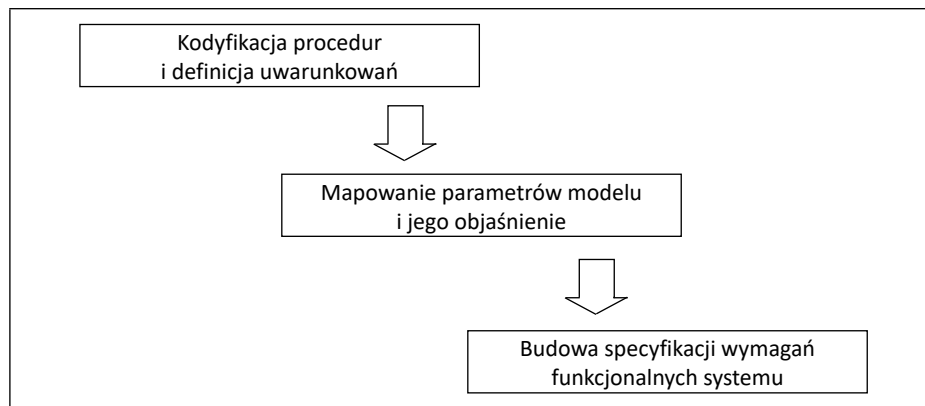 Kodyfikacja procedur
i definicja uwarunkowań
Mapowanie parametrów modelu
i jego objaśnienie
Budowa specyfikacji wymagań
funkcjonalnych systemu